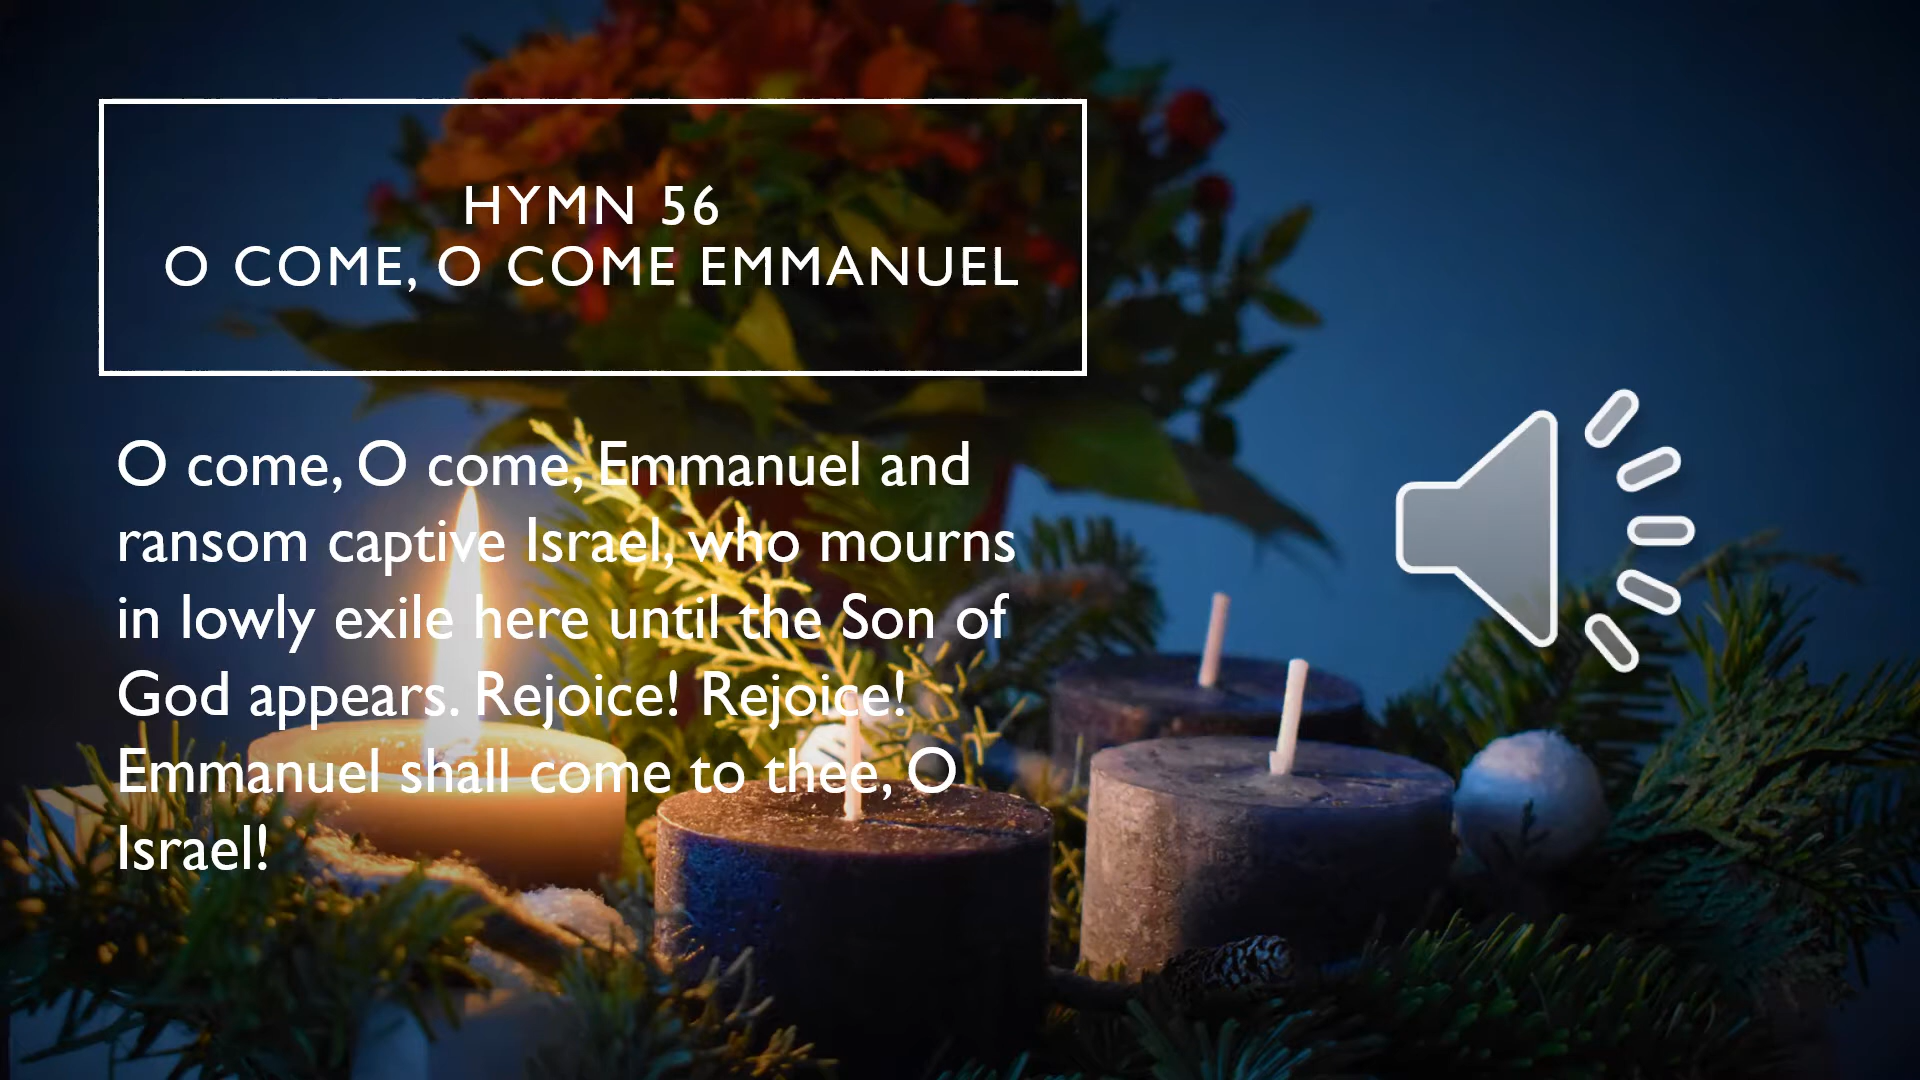 HYMN 56
O COME, O COME EMMANUEL
O come, O come, Emmanuel and
ransom captive Israel, who mourns
in lowly exile here until the Son of
God appears. Rejoice! Rejoice!
Emmanuel shall come to thee, O
Israel!